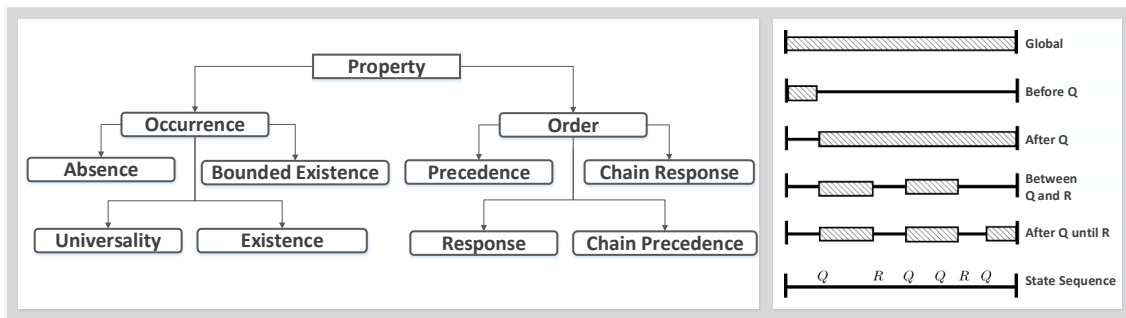 Property
Occurrence
Order
Absence
Bounded Existence
Precedence
Chain Response
Universality
Existence
Response
Chain Precedence
Global
Before Q
After Q
Between
Q and R
After Q until R
Q R Q Q R Q
State Sequence